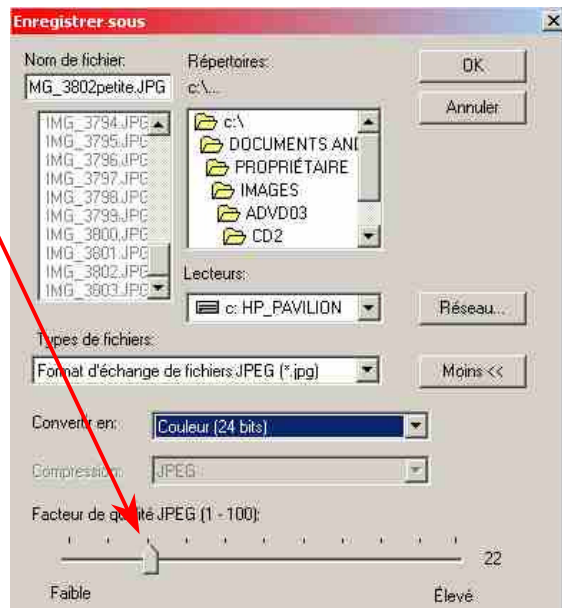 Enregistrer sous
Nom de fichier:
MG_3802petite.JPG
IMG_3794.JPG
IMG_3795.JPG
IMG_3796.JPG
IMG_3797.JPG
IMG_3798.JPG
IMG_3799.JPG
IMG_3800.JPG
IMG_3801.JPG
IMG_3802.JPG
IMG_3803.JPG
Répertoires:
c:\...
c:\
DOCUMENTS AND
PROPRIÉTAIRE
IMAGES
ADVD03
CD2
OK
Annuler
Lecteurs:
c: HP_PAVILION
Réseau...
Types de fichiers:
Format d'échange de fichiers JPEG (*.jpg)
Moins <<
Convertir en:
Couleur (24 bits)
Compression:
JPEG
Facteur de qualité JPEG (1 - 100):
22
Faible
Élevé